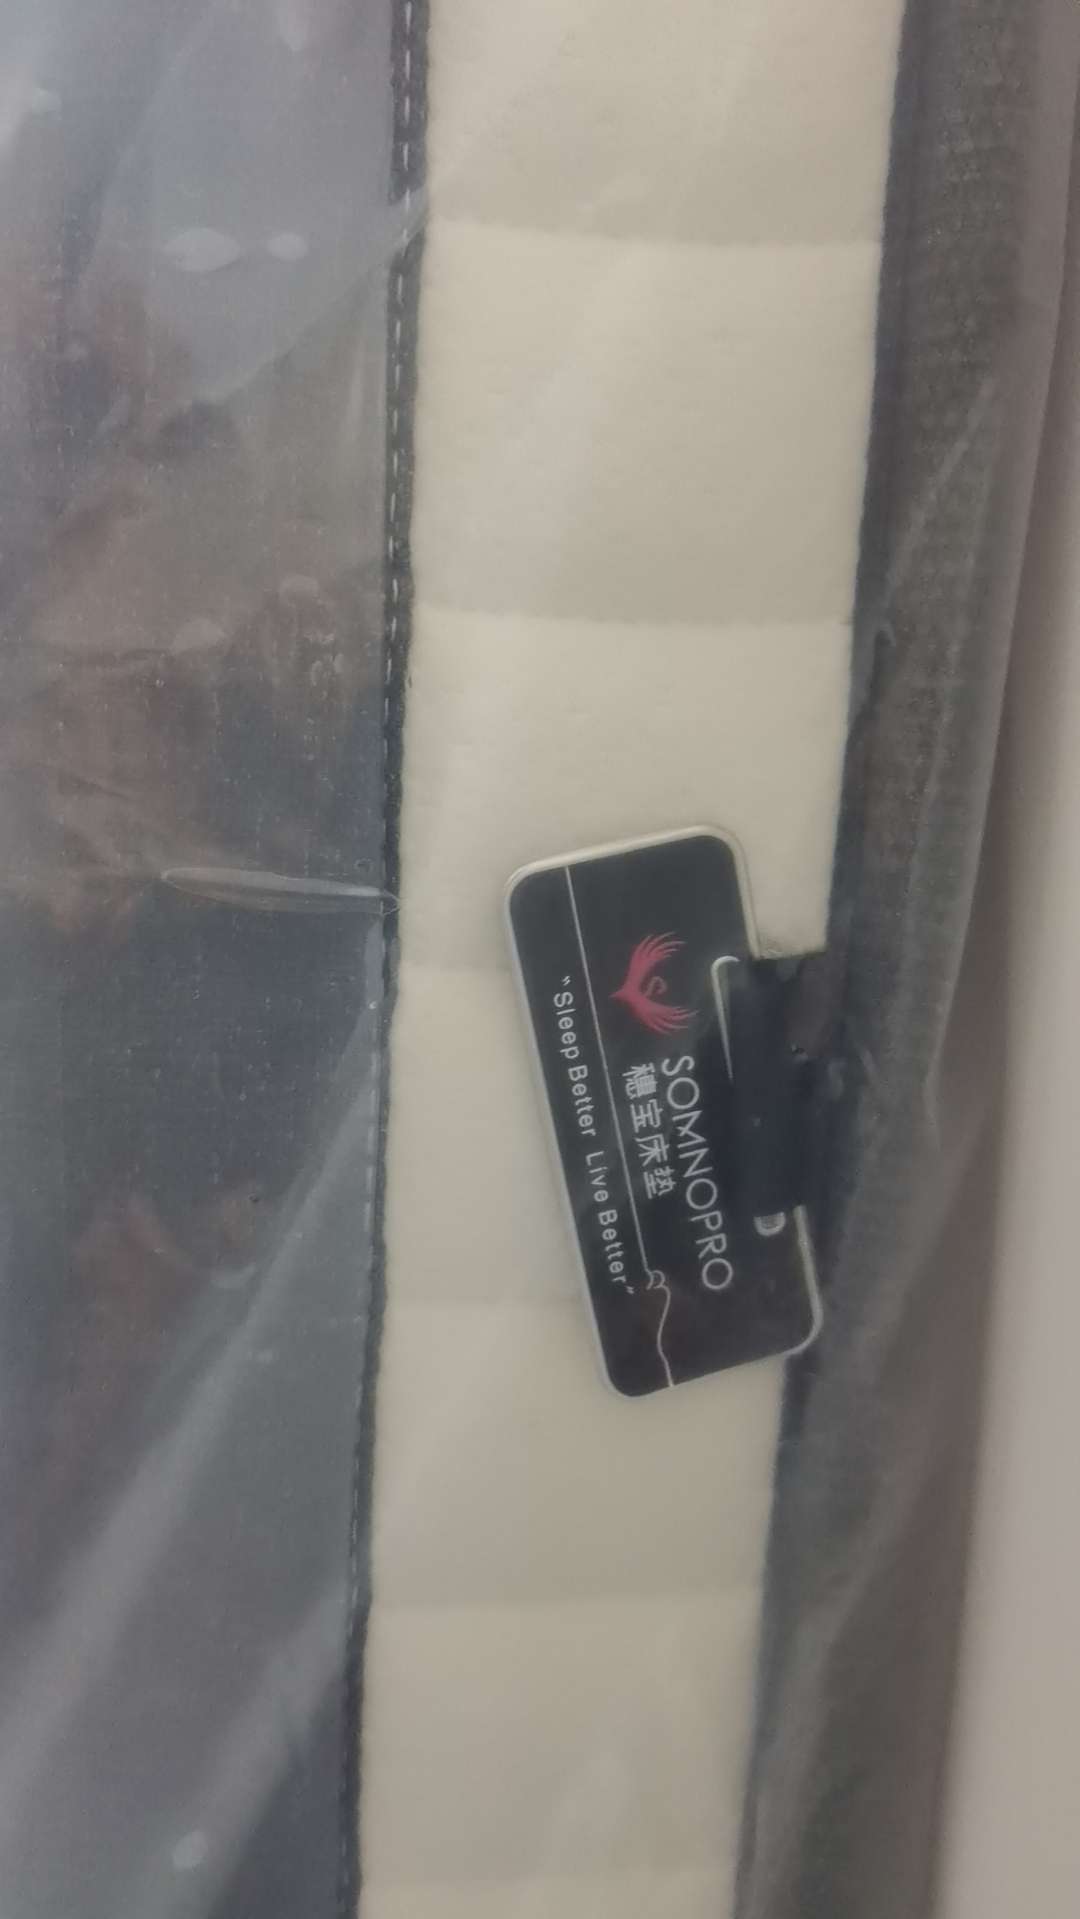 SOMNOPRO
穗宝床垫
“Sleep Better Live Better”